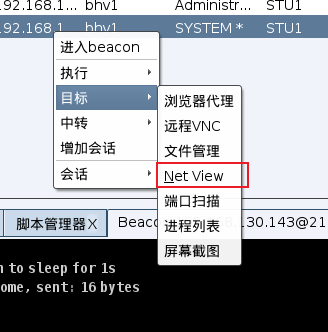 92.168.1... bhv1 Administr... STU1
92.168.1 bhv1 SYSTEM * STU1
进入beacon
执行
目标
中转
增加会话
会话
浏览器代理
远程VNC
文件管理
Net View
端口扫描
进程列表
屏幕截图
脚本管理器X Beaco 8.130.143@21
n to sleep for 1s
ome, sent: 16 bytes